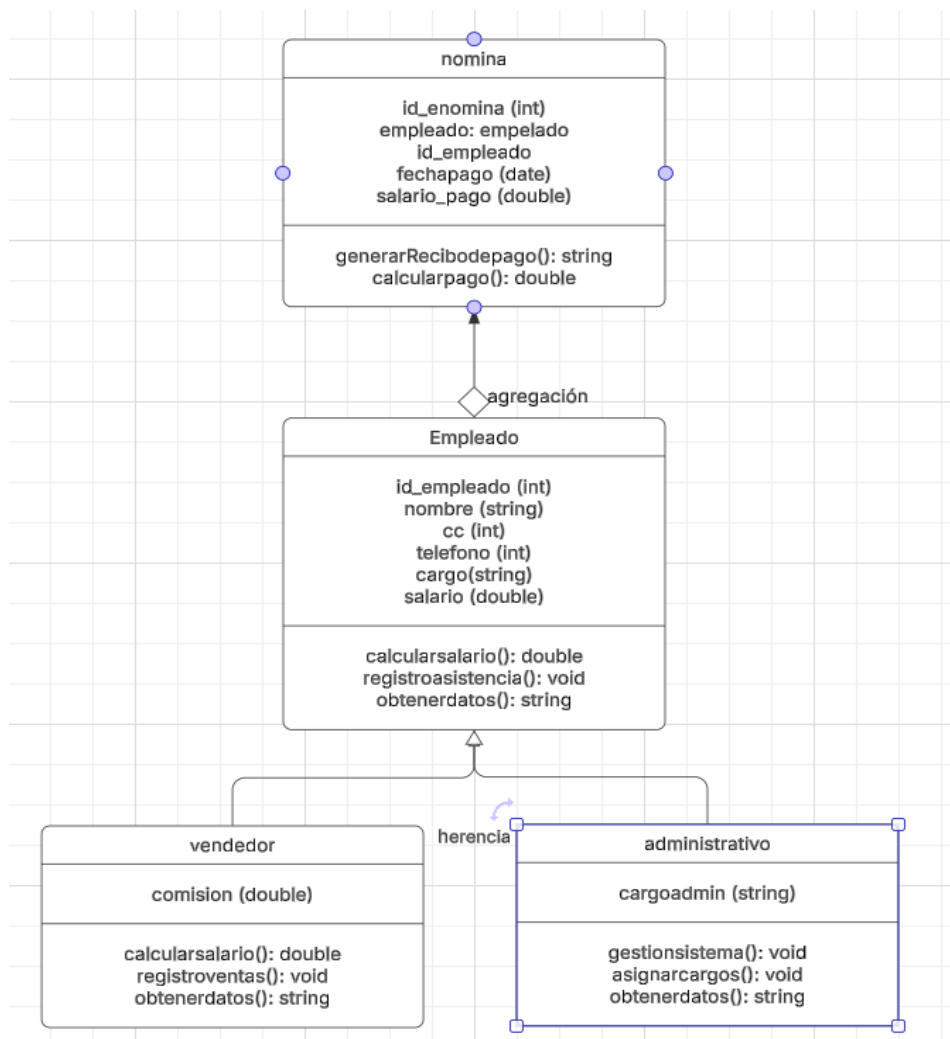 nomina
id_enomina (int)
empleado: empelado
id_empleado
fechapago (date)
salario_pago (double)
generarRecibodepago(): string
calcularpago(): double
agregación
Empleado
id_empleado (int)
nombre (string)
cc (int)
telefono (int)
cargo(string)
salario (double)
calcularsalario(): double
registroasistencia(): void
obtenerdatos(): string
herencia
vendedor
comision (double)
calcularsalario(): double
registroventas(): void
obtenerdatos(): string
administrativo
cargoadmin (string)
gestionsistema(): void
asignarcargos(): void
obtenerdatos(): string